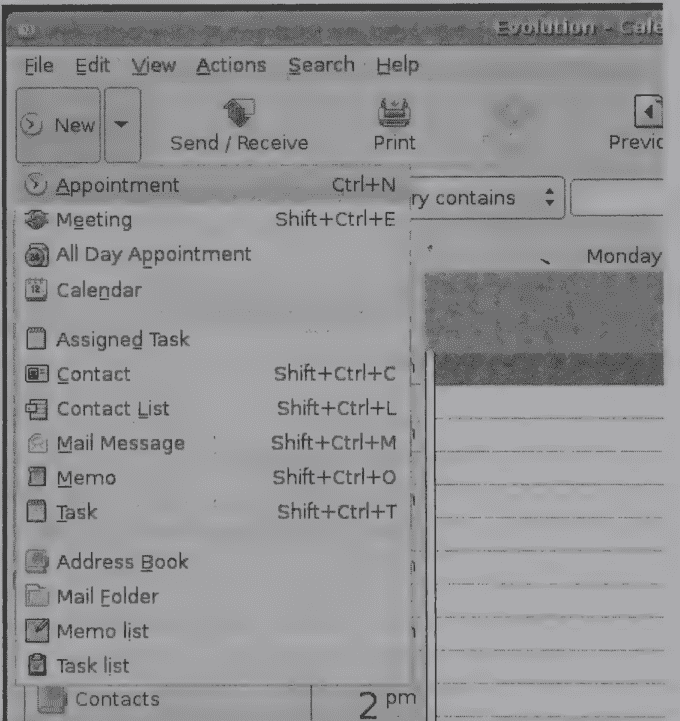 Evolution - Cale
File Edit View Actions Search Help
New
Send / Receive
Print
Previc
Appointment Ctrl+N
ry contains
Meeting Shift+Ctrl+E
All Day Appointment
Monday
Calendar
Assigned Task
Contact Shift+Ctrl+C
Contact List Shift+Ctrl+L
Mail Message Shift+Ctrl+M
Memo Shift+Ctrl+O
Task Shift+Ctrl+T
Address Book
Mail Folder
Memo list
Task list
Contacts
2 pm